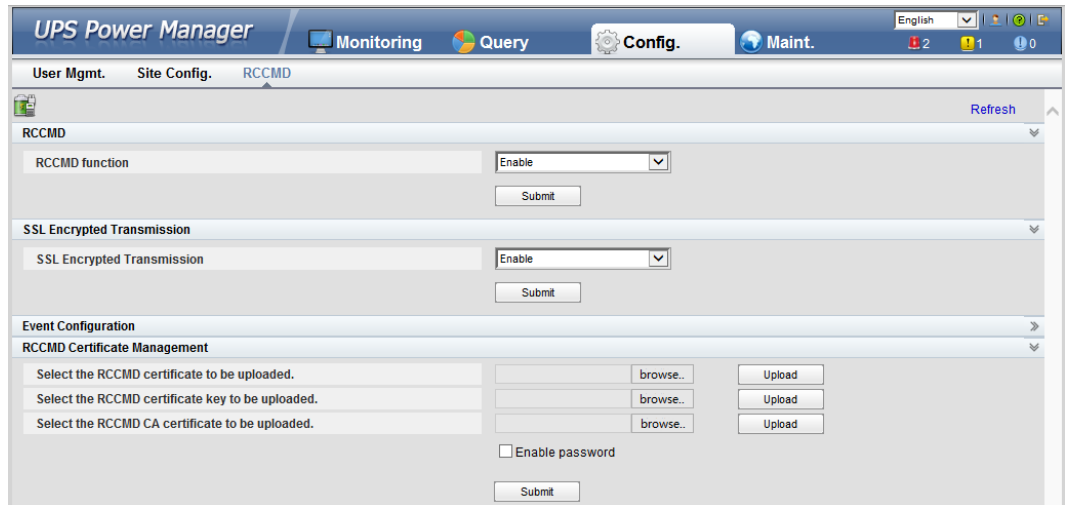 UPS Power Manager
Monitoring
Query
Config.
Maint.
English
2
1
0
User Mgmt.
Site Config.
RCCMD
Refresh
RCCMD
RCCMD function
Enable
Submit
SSL Encrypted Transmission
SSL Encrypted Transmission
Enable
Submit
Event Configuration
RCCMD Certificate Management
Select the RCCMD certificate to be uploaded.
browse..
Upload
Select the RCCMD certificate key to be uploaded.
browse..
Upload
Select the RCCMD CA certificate to be uploaded.
browse..
Upload
Enable password
Submit